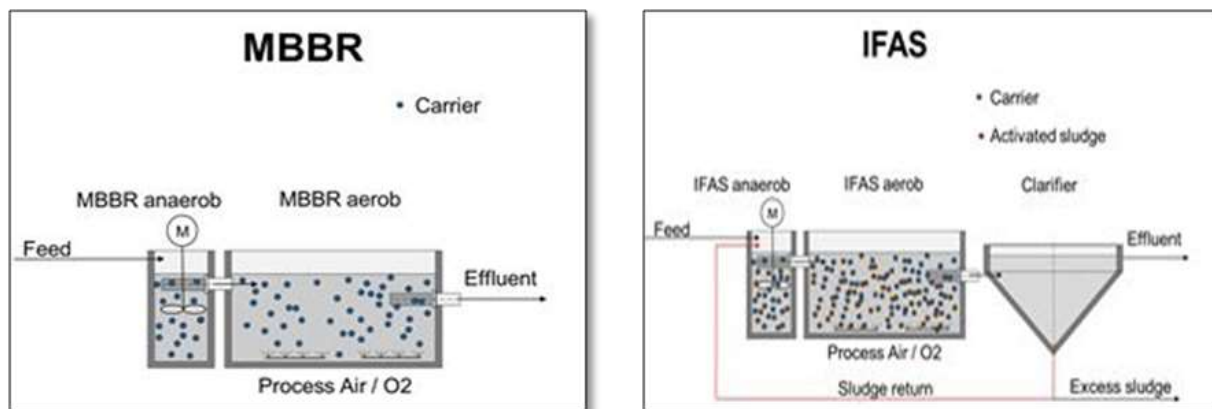 MBBR
Carrier
MBBR anaerob
MBBR aerob
M
Feed
Effluent
Process Air / O2
IFAS
Carrier
Activated sludge
IFAS anaerob
IFAS aerob
Clarifier
M
Feed
Effluent
Process Air / O2
Sludge return
Excess sludge